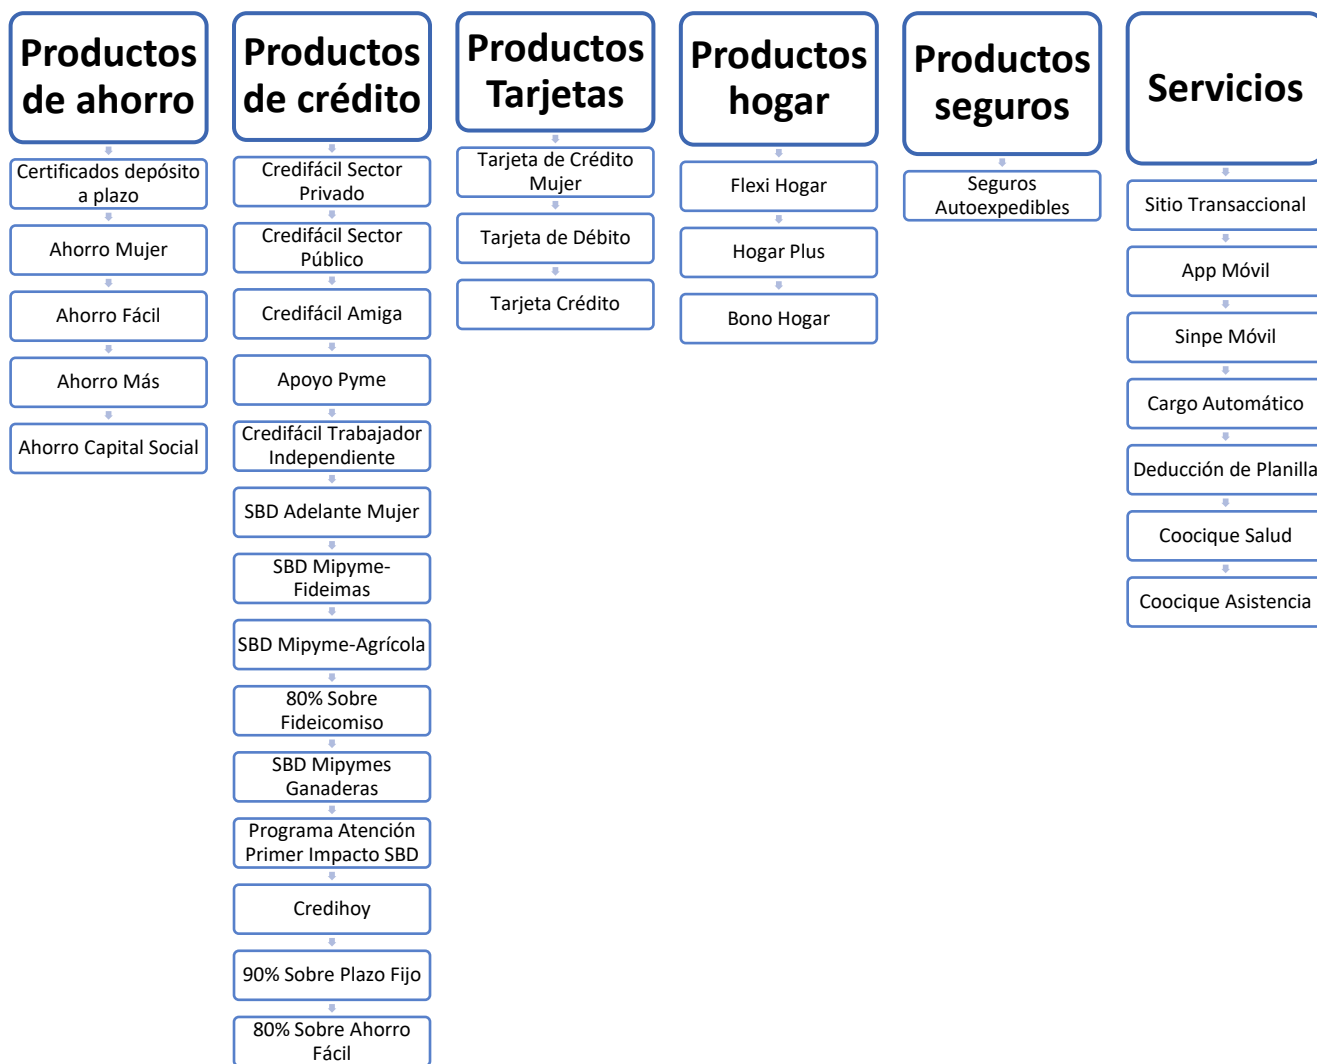 Productos
de ahorro
Certificados depósito
a plazo
Ahorro Mujer
Ahorro Fácil
Ahorro Más
Ahorro Capital Social
Productos
de crédito
Credifácil Sector
Privado
Credifácil Sector
Público
Credifácil Amiga
Apoyo Pyme
Credifácil Trabajador
Independiente
SBD Adelante Mujer
SBD Mipyme-
Fideimas
SBD Mipyme-Agrícola
80% Sobre
Fideicomiso
SBD Mipymes
Ganaderas
Programa Atención
Primer Impacto SBD
Credihoy
90% Sobre Plazo Fijo
80% Sobre Ahorro
Fácil
Productos
Tarjetas
Tarjeta de Crédito
Mujer
Tarjeta de Débito
Tarjeta Crédito
Productos
hogar
Flexi Hogar
Hogar Plus
Bono Hogar
Productos
seguros
Seguros
Autoexpedibles
Servicios
Sitio Transaccional
App Móvil
Sinpe Móvil
Cargo Automático
Deducción de Planilla
Coocique Salud
Coocique Asistencia